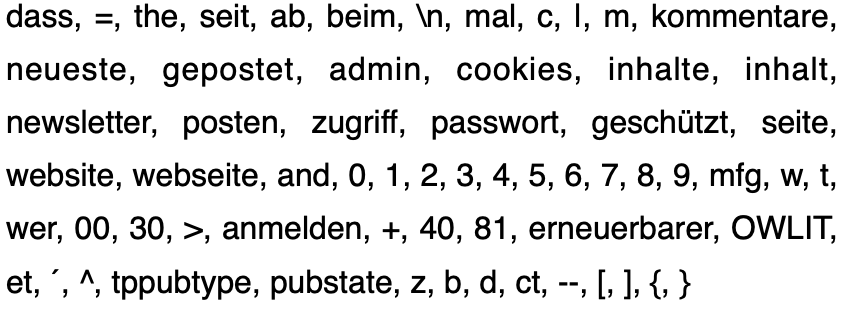 dass, =, the, seit, ab, beim, \n, mal, c, l, m, kommentare,
neueste, gepostet, admin, cookies, inhalte, inhalt,
newsletter, posten, zugriff, passwort, geschützt, seite,
website, webseite, and, 0, 1, 2, 3, 4, 5, 6, 7, 8, 9, mfg, w, t,
wer, 00, 30, >, anmelden, +, 40, 81, erneuerbarer, OWLIT,
et, ´, ^, tppubtype, pubstate, z, b, d, ct, --, [, ], {, }